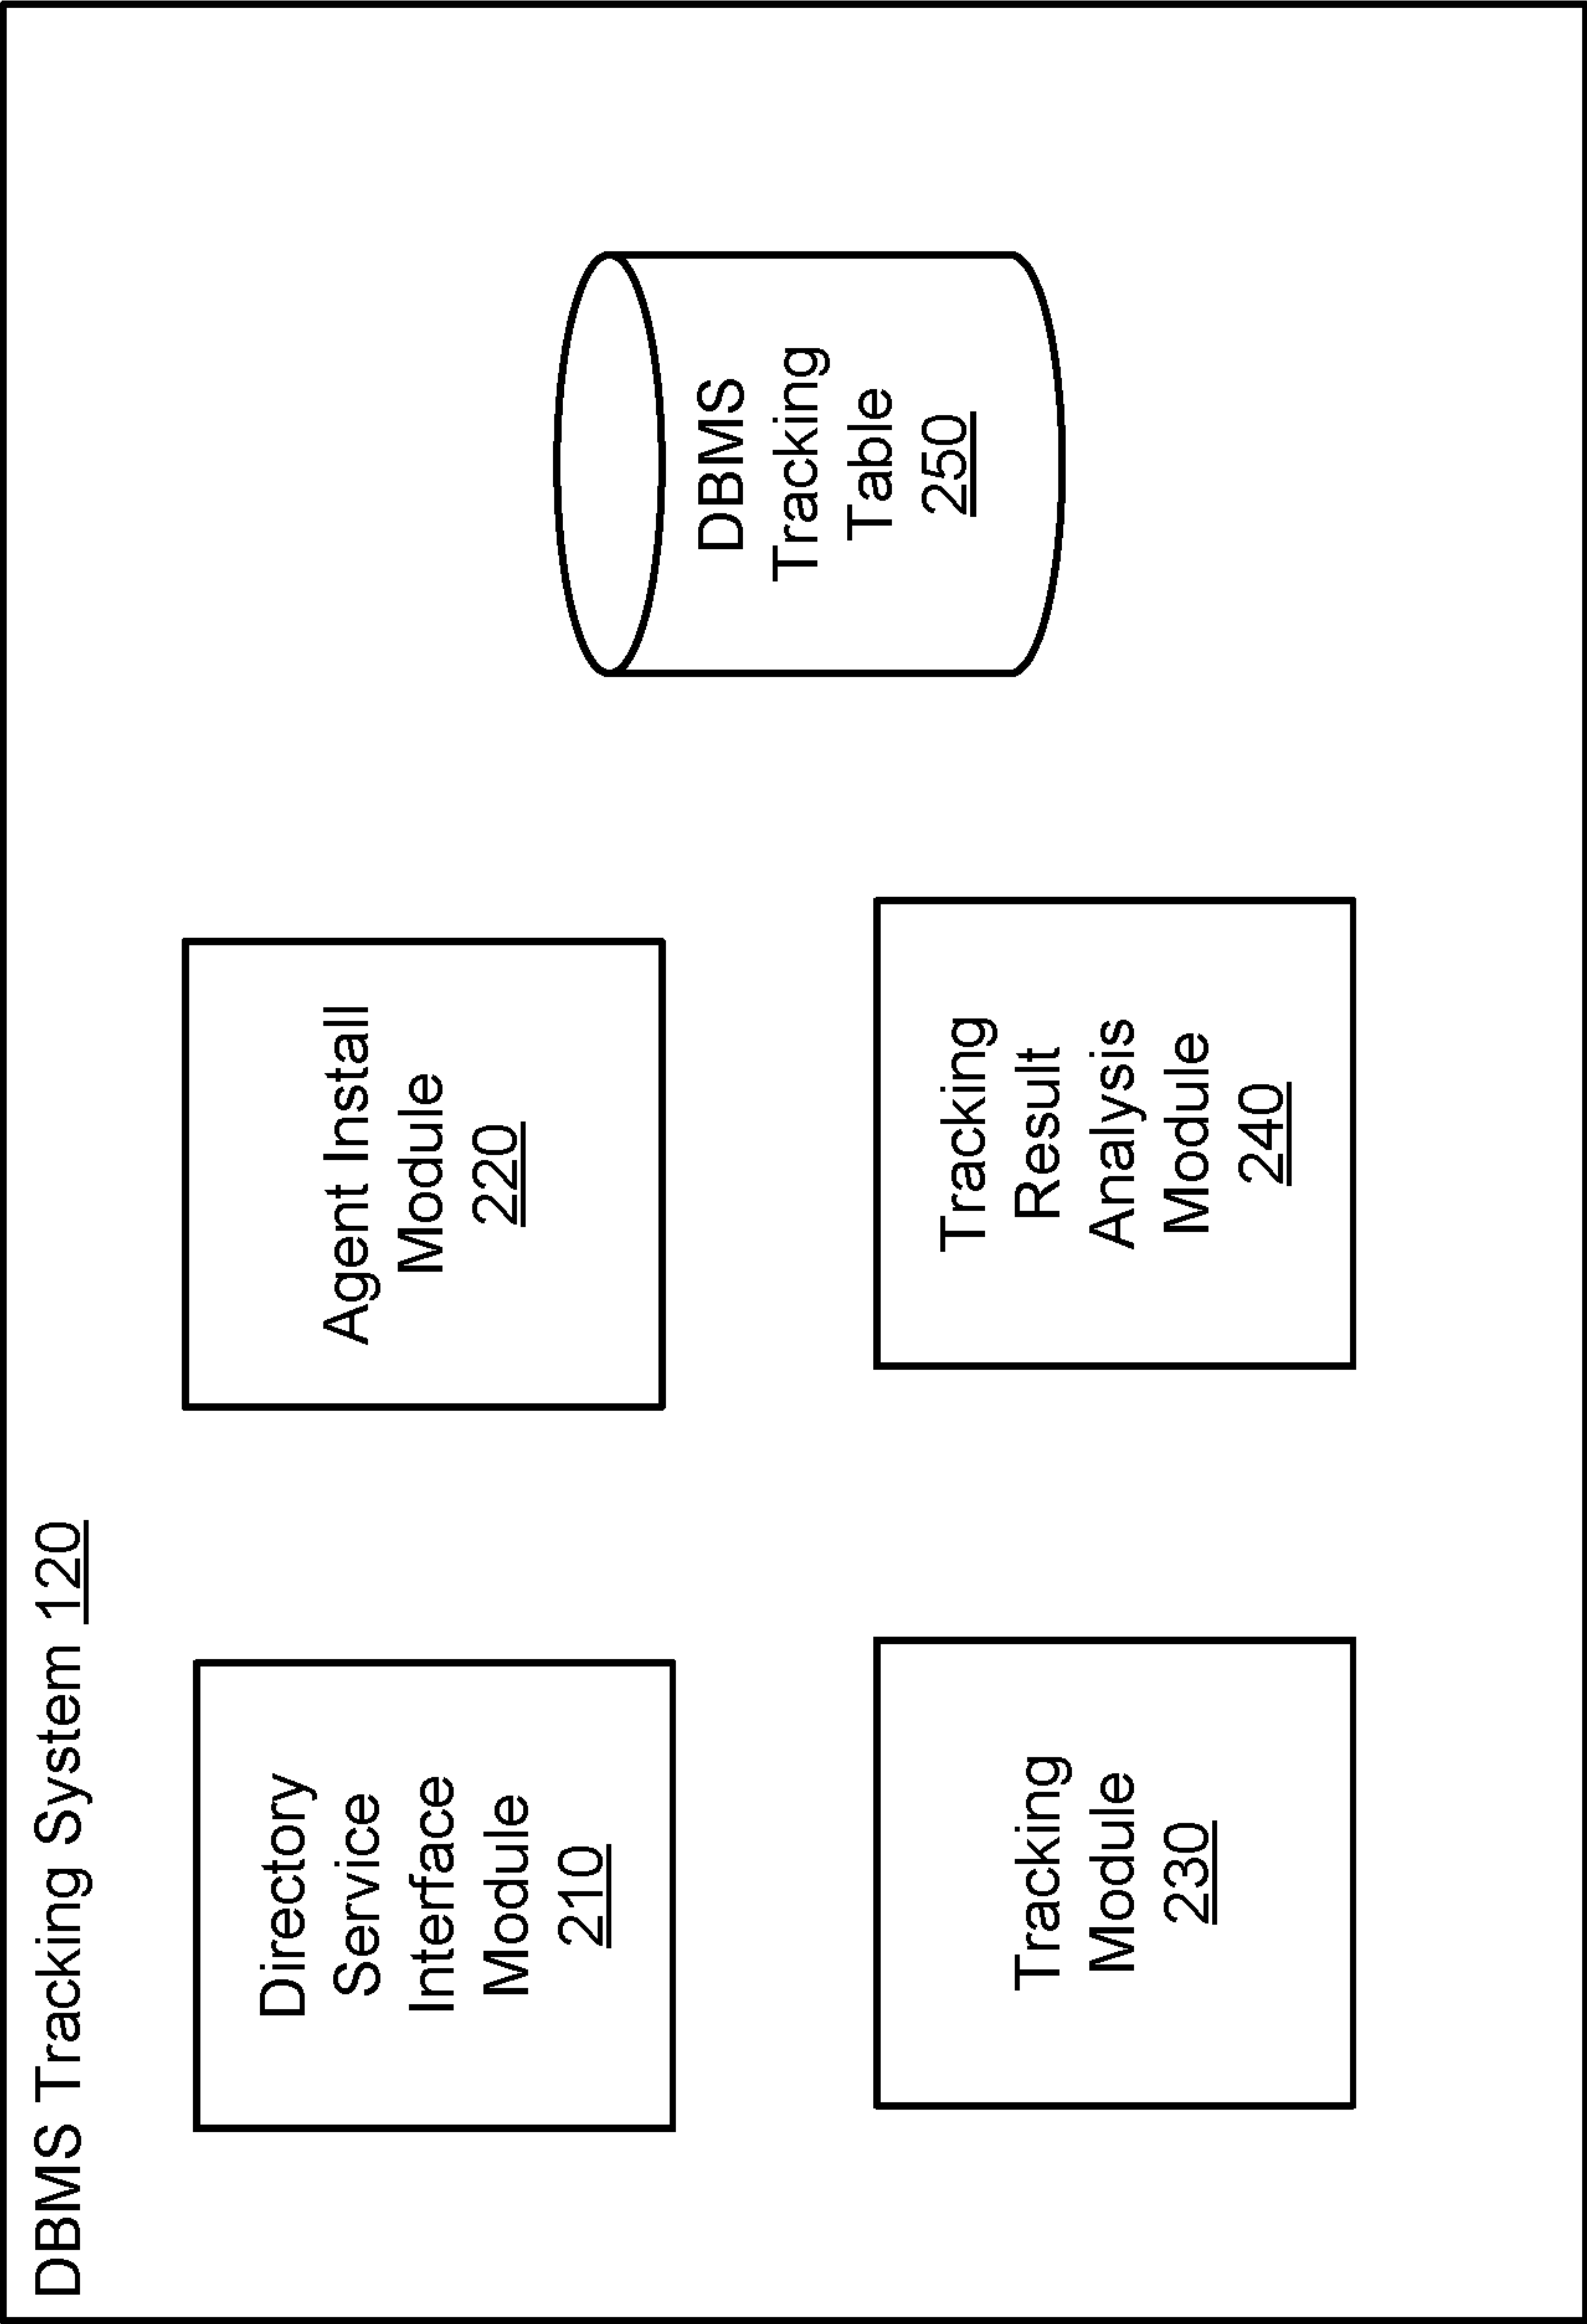 DBMS Tracking System 120
Directory
Service
Interface
Module
210
Agent Install
Module
220
Tracking
Module
230
Tracking
Result
Analysis
Module
240
DBMS
Tracking
Table
250